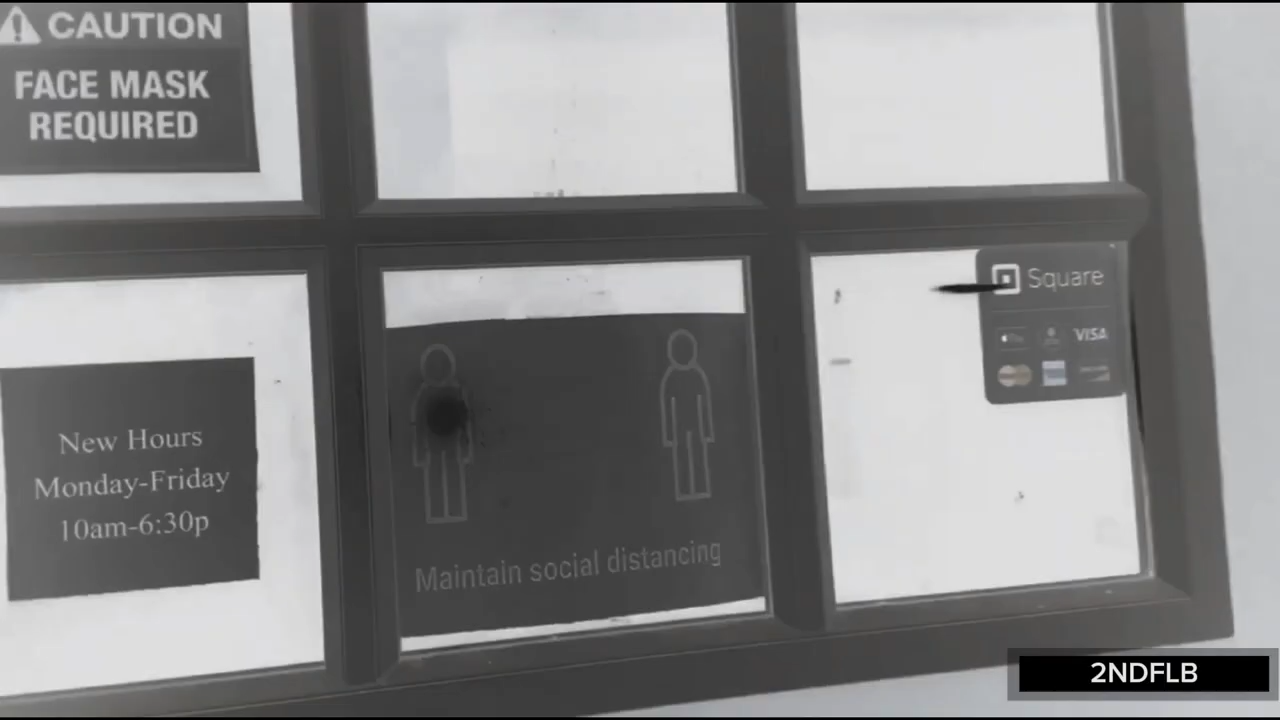 CAUTION
FACE MASK
REQUIRED
Square
VISA
New Hours
Monday-Friday
10am-6:30p
Maintain social distancing
2NDFLB